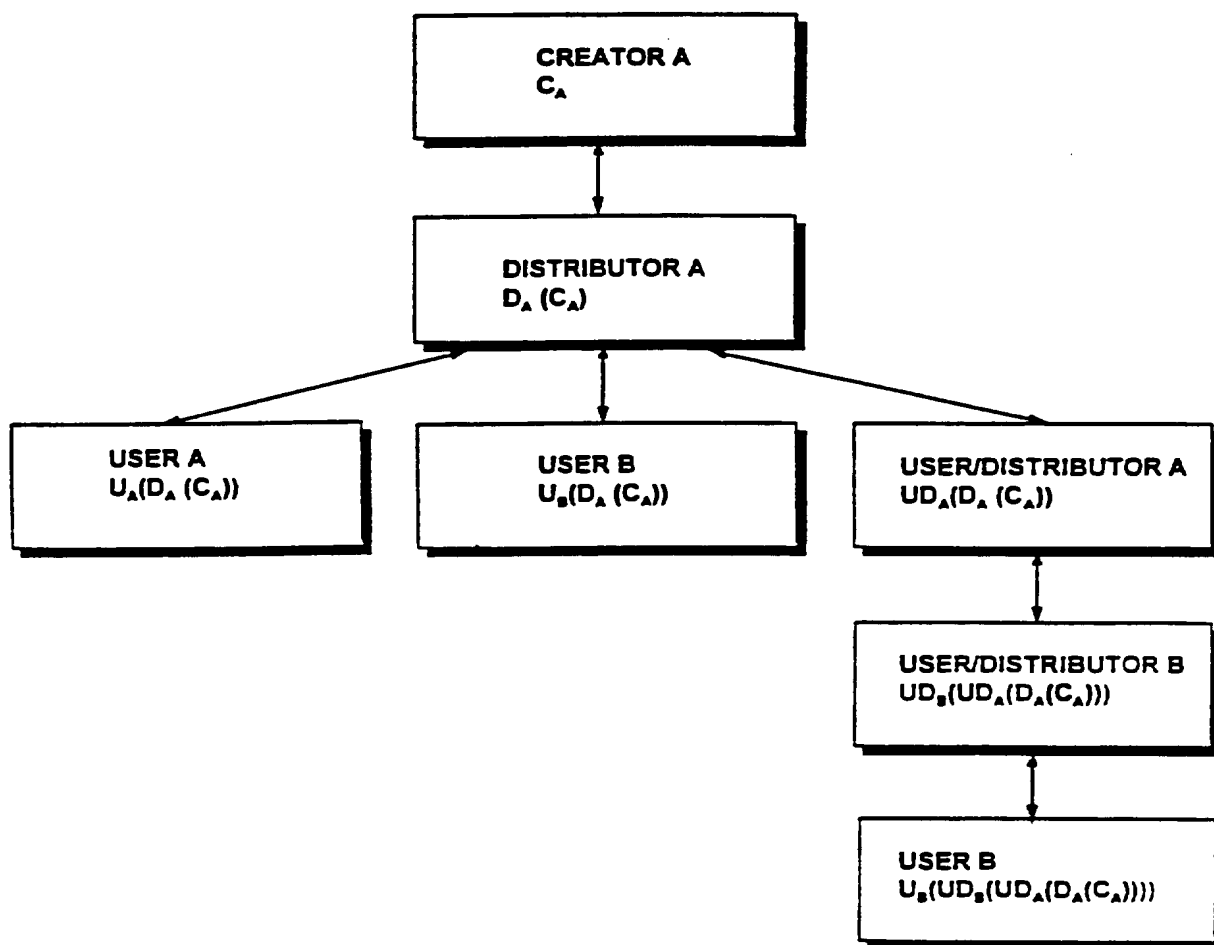 CREATOR A
C_A
DISTRIBUTOR A
D_A (C_A)
USER A
U_A(D_A (C_A))
USER B
U_B(D_A (C_A))
USER/DISTRIBUTOR A
UD_A(D_A (C_A))
USER/DISTRIBUTOR B
UD_B(UD_A(D_A(C_A)))
USER B
U_B(UD_B(UD_A(D_A(C_A))))